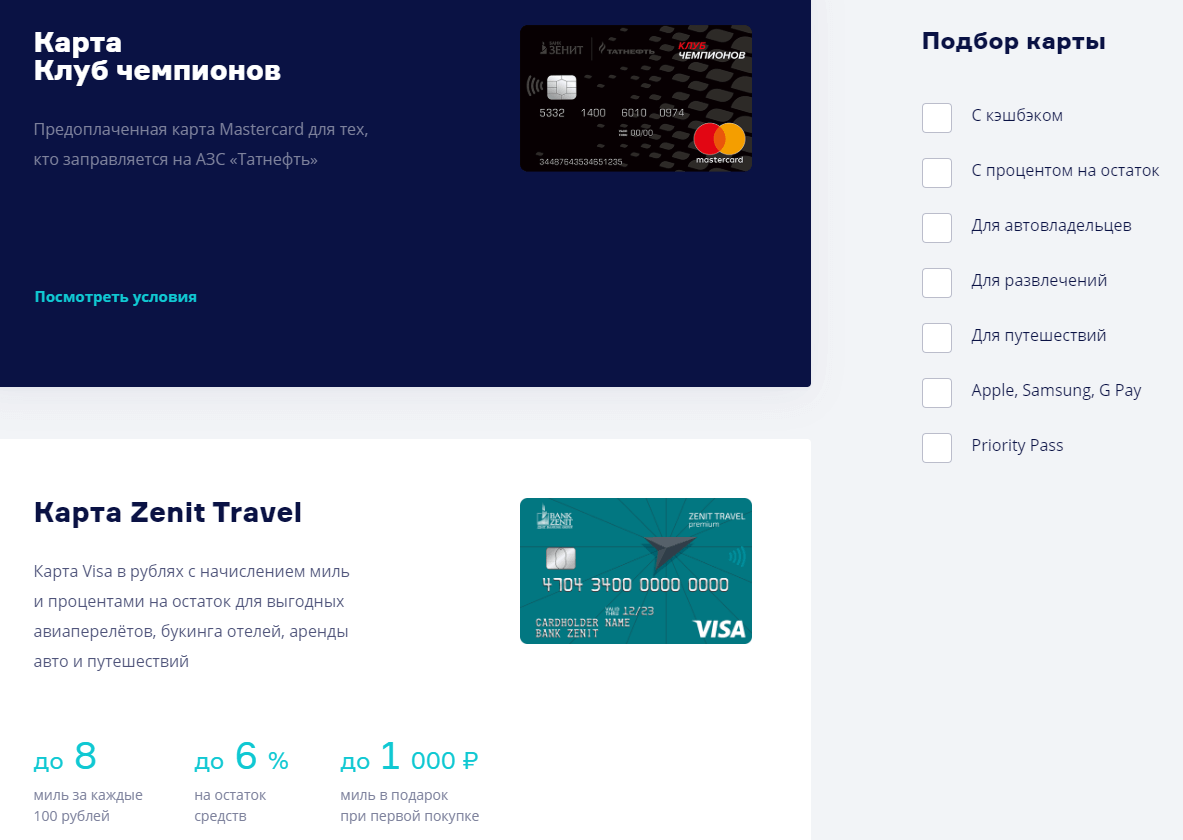 Карта
Клуб чемпионов
Предоплаченная карта Mastercard для тех,
кто заправляется на АЗС «Татнефть»
Посмотреть условия
БАНК
ЗЕНИТ
ТАТНЕФТЬ
КЛУБ
ЧЕМПИОНОВ
5332 1400 6010 0974
00/00
34487643534651235
mastercard
Карта Zenit Travel
Карта Visa в рублях с начислением миль
и процентами на остаток для выгодных
авиаперелётов, букинга отелей, аренды
авто и путешествий
BANK
ZENIT
ZENIT TRAVEL
premium
4704 3400 0000 0000
VALID
THRU 12/23
CARDHOLDER NAME
BANK ZENIT
VISA
до 8
миль за каждые
100 рублей
до 6 %
на остаток
средств
до 1 000 ₽
миль в подарок
при первой покупке
Подбор карты
С кэшбэком
С процентом на остаток
Для автовладельцев
Для развлечений
Для путешествий
Apple, Samsung, G Pay
Priority Pass